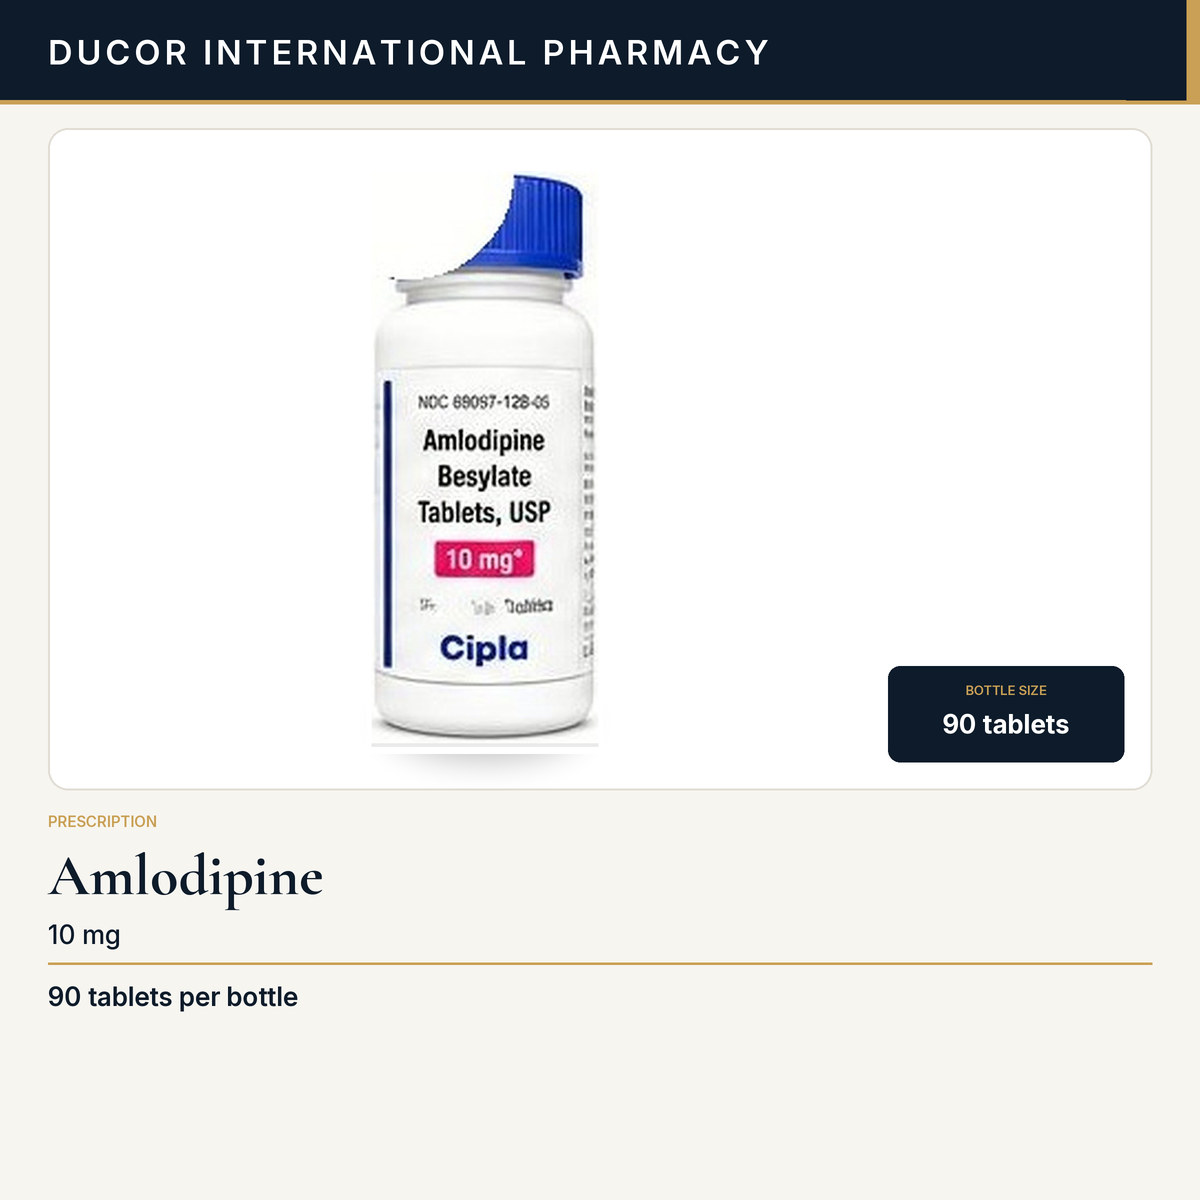 DUCOR INTERNATIONAL PHARMACY
NDC 69097-128-05
Amlodipine
Besylate
Tablets, USP
10 mg*
Cipla
BOTTLE SIZE
90 tablets
PRESCRIPTION
Amlodipine
10 mg
90 tablets per bottle